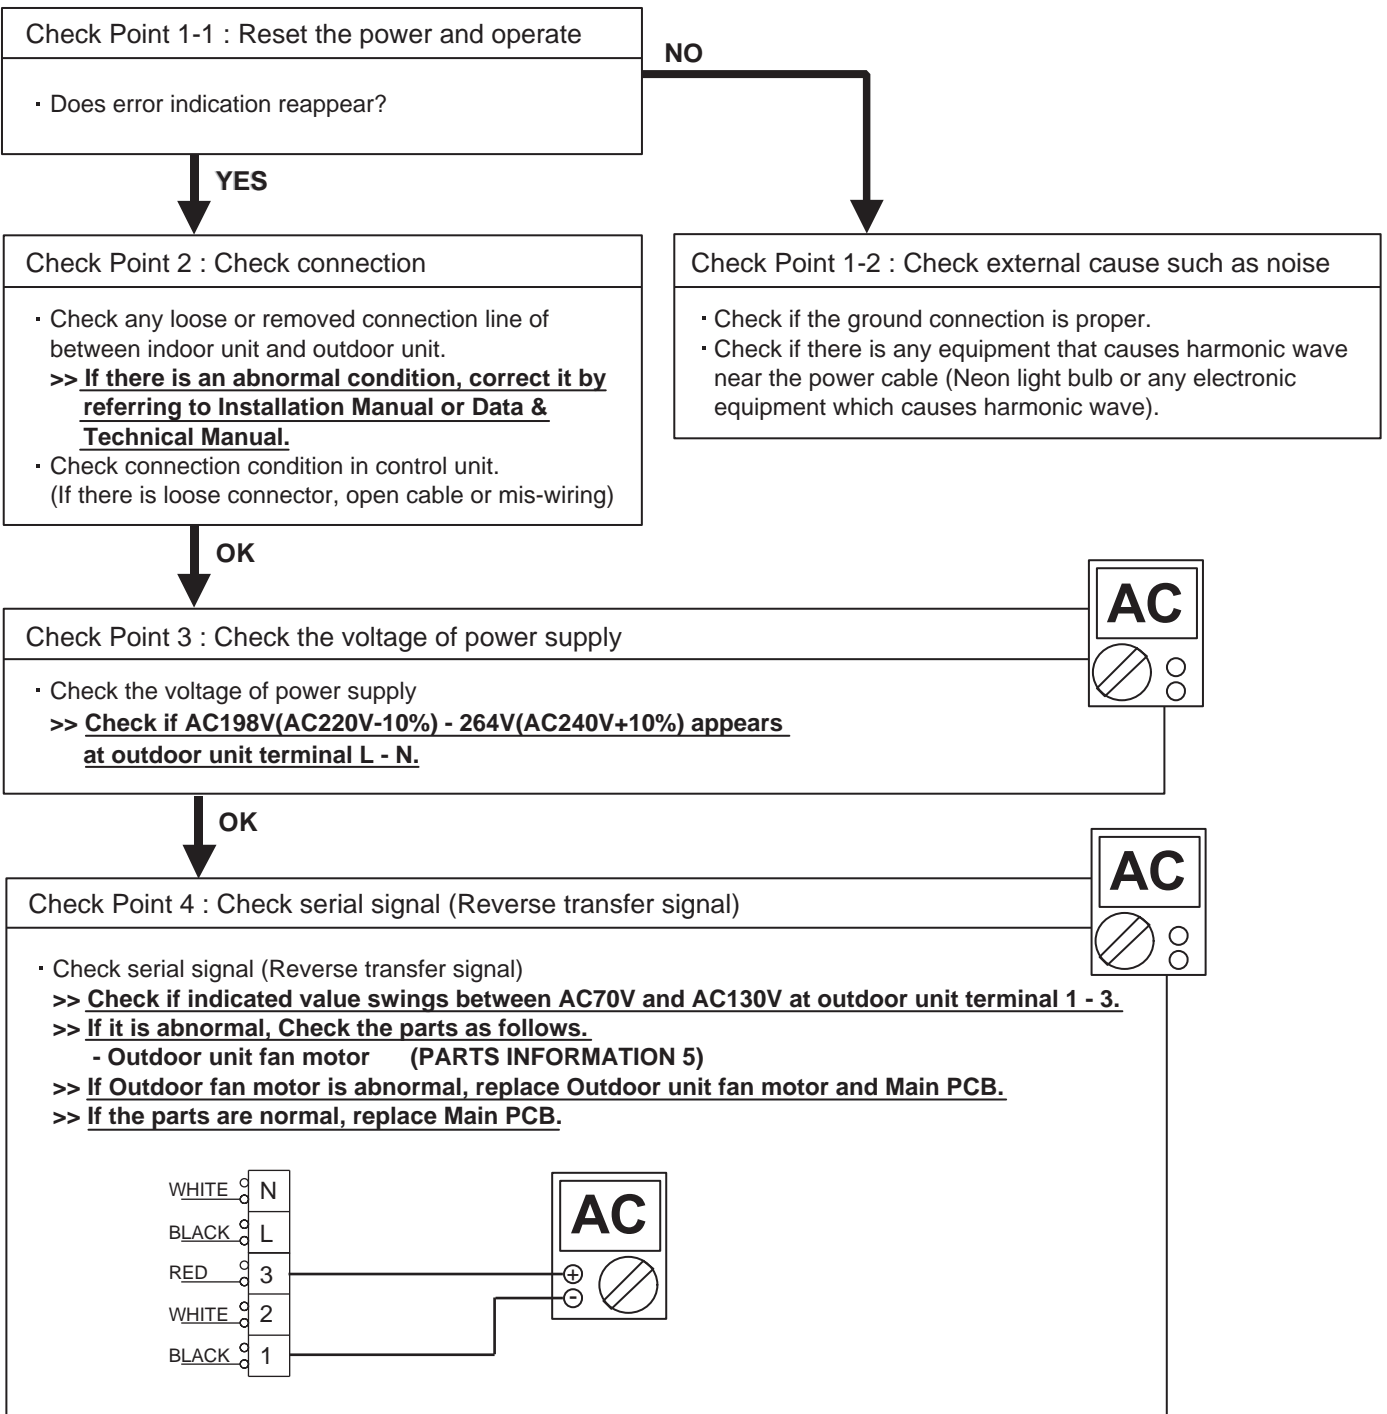 Check Point 1-1 : Reset the power and operate
· Does error indication reappear?
NO
YES
Check Point 2 : Check connection
· Check any loose or removed connection line of
between indoor unit and outdoor unit.
>> If there is an abnormal condition, correct it by
referring to Installation Manual or Data &
Technical Manual.
· Check connection condition in control unit.
(If there is loose connector, open cable or mis-wiring)
Check Point 1-2 : Check external cause such as noise
· Check if the ground connection is proper.
· Check if there is any equipment that causes harmonic wave
near the power cable (Neon light bulb or any electronic
equipment which causes harmonic wave).
OK
AC
Check Point 3 : Check the voltage of power supply
· Check the voltage of power supply
>> Check if AC198V(AC220V-10%) - 264V(AC240V+10%) appears
at outdoor unit terminal L - N.
OK
AC
Check Point 4 : Check serial signal (Reverse transfer signal)
· Check serial signal (Reverse transfer signal)
>> Check if indicated value swings between AC70V and AC130V at outdoor unit terminal 1 - 3.
>> If it is abnormal, Check the parts as follows.
- Outdoor unit fan motor (PARTS INFORMATION 5)
>> If Outdoor fan motor is abnormal, replace Outdoor unit fan motor and Main PCB.
>> If the parts are normal, replace Main PCB.
WHITE N
BLACK L
RED 3
WHITE 2
BLACK 1
AC
+
-